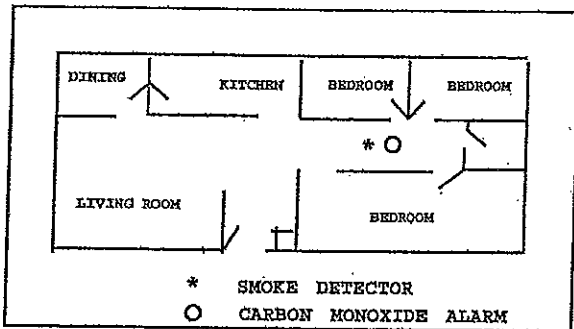 DINING
KITCHEN
BEDROOM
BEDROOM
* O
LIVING ROOM
BEDROOM
* SMOKE DETECTOR
O CARBON MONOXIDE ALARM